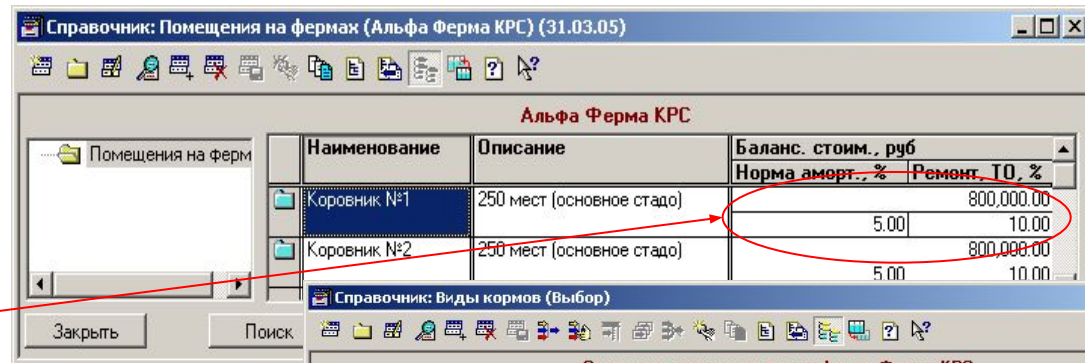 Справочник: Помещения на фермах (Альфа Ферма КРС) (31.03.05)
Альфа Ферма КРС
Помещения на ферм
Наименование Описание Баланс. стоим., руб
Норма аморт., % Ремонт, ТО, %
Коровник №1 250 мест (основное стадо) 800,000.00
5.00 10.00
Коровник №2 250 мест (основное стадо) 800,000.00
5.00 10.00
Закрыть Поиск
Справочник: Виды кормов (Выбор)